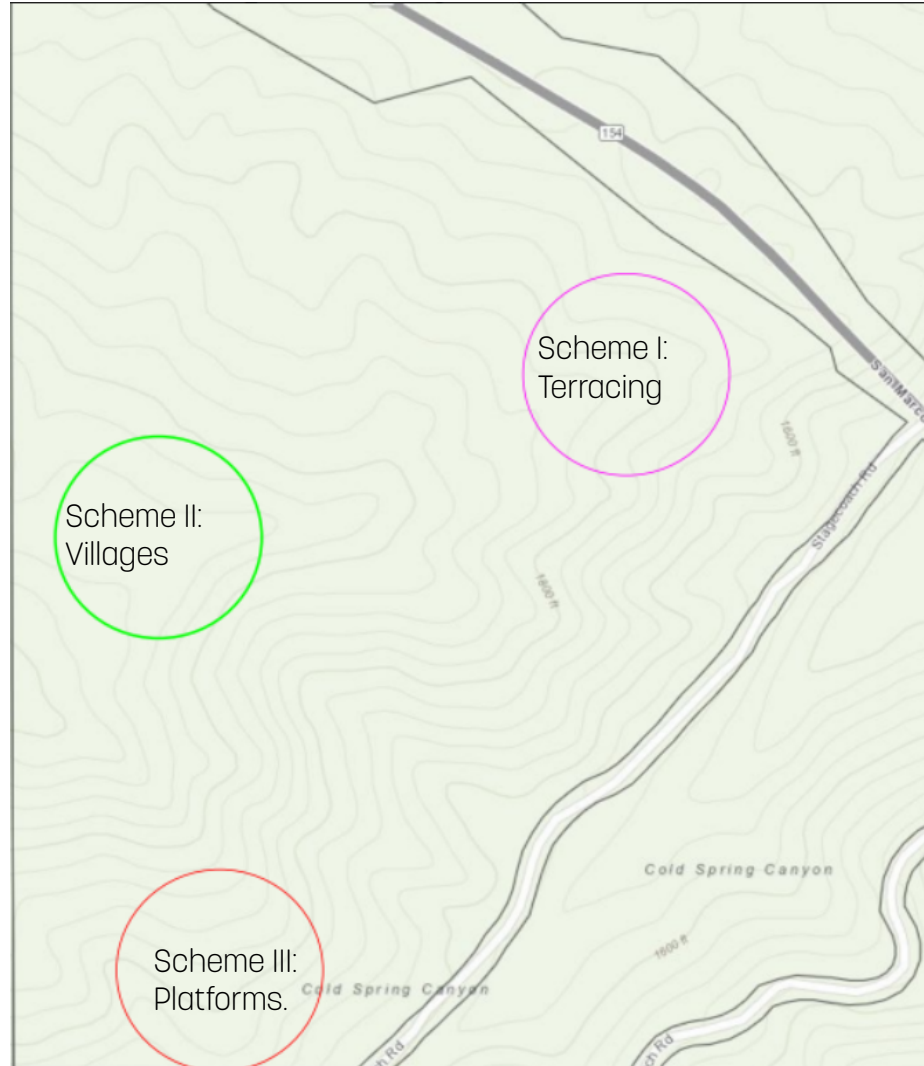 154
Scheme I:
Terracing
San Marco
1600 ft
Stagecoach Rd
Scheme II:
Villages
1600 ft
Cold Spring Canyon
1600 ft
Scheme III:
Platforms.
Cold Spring Canyon
ch Rd
ch Rd